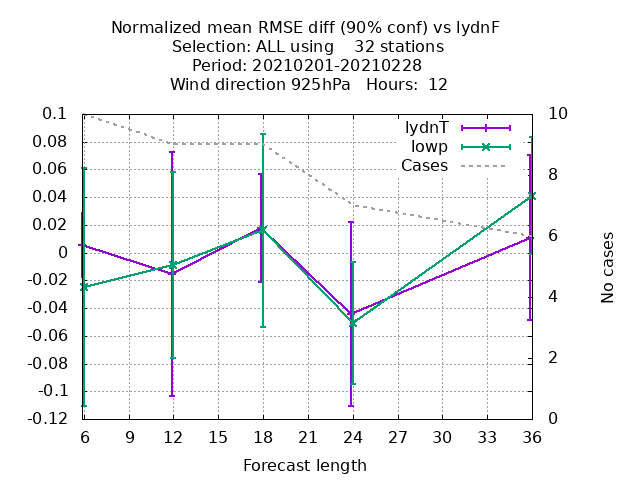 Normalized mean RMSE diff (90% conf) vs lydnF
Selection: ALL using    32 stations
Period: 20210201-20210228
Wind direction 925hPa   Hours:  12
lydnT
lowp
Cases
0.1
0.08
0.06
0.04
0.02
0
-0.02
-0.04
-0.06
-0.08
-0.1
-0.12
10
8
6
4
2
0
No cases
6 9 12 15 18 21 24 27 30 33 36
Forecast length